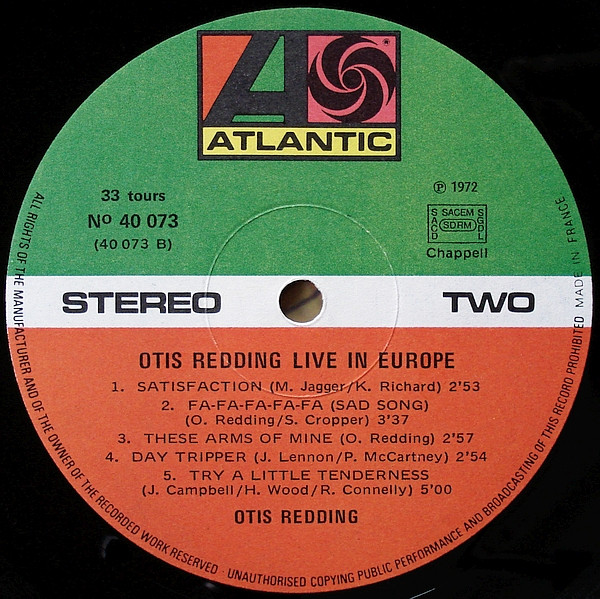 ATLANTIC
33 tours
No 40 073
(40 073 B)
℗ 1972
SACD
SACEM
SDRM
SGDL
Chappell
STEREO
TWO
OTIS REDDING LIVE IN EUROPE
1. SATISFACTION (M. Jagger/K. Richard) 2'53
2. FA-FA-FA-FA-FA (SAD SONG)
(O. Redding/S. Cropper) 3'37
3. THESE ARMS OF MINE (O. Redding) 2'57
4. DAY TRIPPER (J. Lennon/P. McCartney) 2'54
5. TRY A LITTLE TENDERNESS
(J. Campbell/H. Wood/R. Connelly) 5'00
OTIS REDDING
ALL RIGHTS OF THE MANUFACTURER AND OF THE OWNER OF THE RECORDED WORK RESERVED · UNAUTHORISED COPYING PUBLIC PERFORMANCE AND BROADCASTING OF THIS RECORD PROHIBITED MADE IN FRANCE